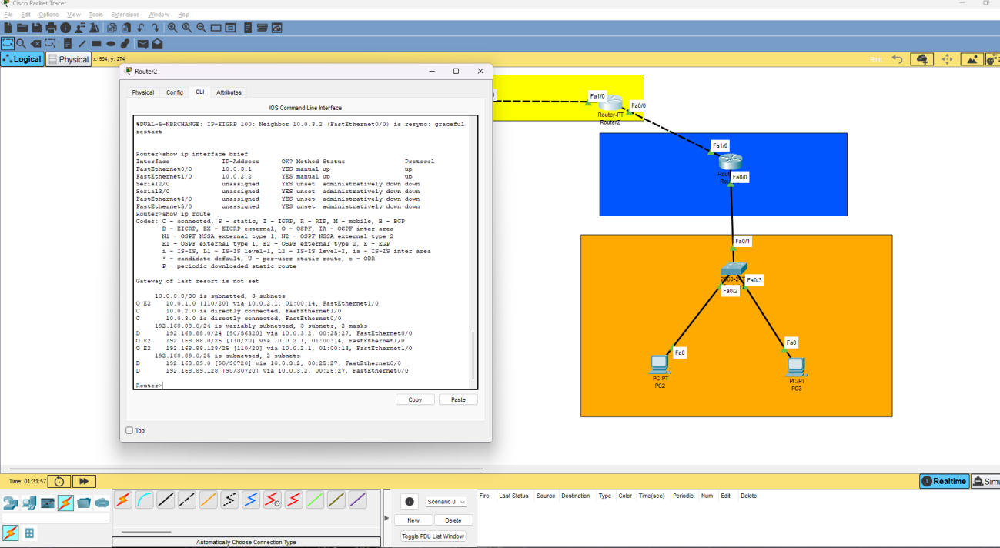 Cisco Packet Tracer
File Edit Options View Tools Extensions Window Help
Logical Physical x: 964, y: 274 Root
Router2
Physical Config CLI Attributes
IOS Command Line Interface
%DUAL-5-NBRCHANGE: IP-EIGRP 100: Neighbor 10.0.3.2 (FastEthernet0/0) is resync: graceful
restart
Router>show ip interface brief
Interface IP-Address OK? Method Status Protocol
FastEthernet0/0 10.0.3.1 YES manual up up
FastEthernet1/0 10.0.2.2 YES manual up up
Serial2/0 unassigned YES unset administratively down down
Serial3/0 unassigned YES unset administratively down down
FastEthernet4/0 unassigned YES unset administratively down down
FastEthernet5/0 unassigned YES unset administratively down down
Router>show ip route
Codes: C - connected, S - static, I - IGRP, R - RIP, M - mobile, B - BGP
D - EIGRP, EX - EIGRP external, O - OSPF, IA - OSPF inter area
N1 - OSPF NSSA external type 1, N2 - OSPF NSSA external type 2
E1 - OSPF external type 1, E2 - OSPF external type 2, E - EGP
i - IS-IS, L1 - IS-IS level-1, L2 - IS-IS level-2, ia - IS-IS inter area
* - candidate default, U - per-user static route, o - ODR
P - periodic downloaded static route
Gateway of last resort is not set
10.0.0.0/30 is subnetted, 3 subnets
O E2 10.0.1.0 [110/20] via 10.0.2.1, 01:00:14, FastEthernet1/0
C 10.0.2.0 is directly connected, FastEthernet1/0
C 10.0.3.0 is directly connected, FastEthernet0/0
192.168.88.0/24 is variably subnetted, 3 subnets, 2 masks
D 192.168.88.0/24 [90/56320] via 10.0.3.2, 00:25:27, FastEthernet0/0
O E2 192.168.88.0/25 [110/20] via 10.0.2.1, 01:00:14, FastEthernet1/0
O E2 192.168.88.128/25 [110/20] via 10.0.2.1, 01:00:14, FastEthernet1/0
192.168.89.0/25 is subnetted, 2 subnets
D 192.168.89.0 [90/30720] via 10.0.3.2, 00:25:27, FastEthernet0/0
D 192.168.89.128 [90/30720] via 10.0.3.2, 00:25:27, FastEthernet0/0
Router>
Copy Paste
Top
Fa1/0
Fa0/0
Router-PT
Router2
Fa1/0
Fa0/0
Fa0/1
Fa0/3
Fa0/2
Fa0
Fa0
PC-PT
PC2
PC-PT
PC3
Time: 01:31:57 Realtime Simu
Scenario 0
New Delete
Toggle PDU List Window
Fire Last Status Source Destination Type Color Time(sec) Periodic Num Edit Delete
Automatically Choose Connection Type